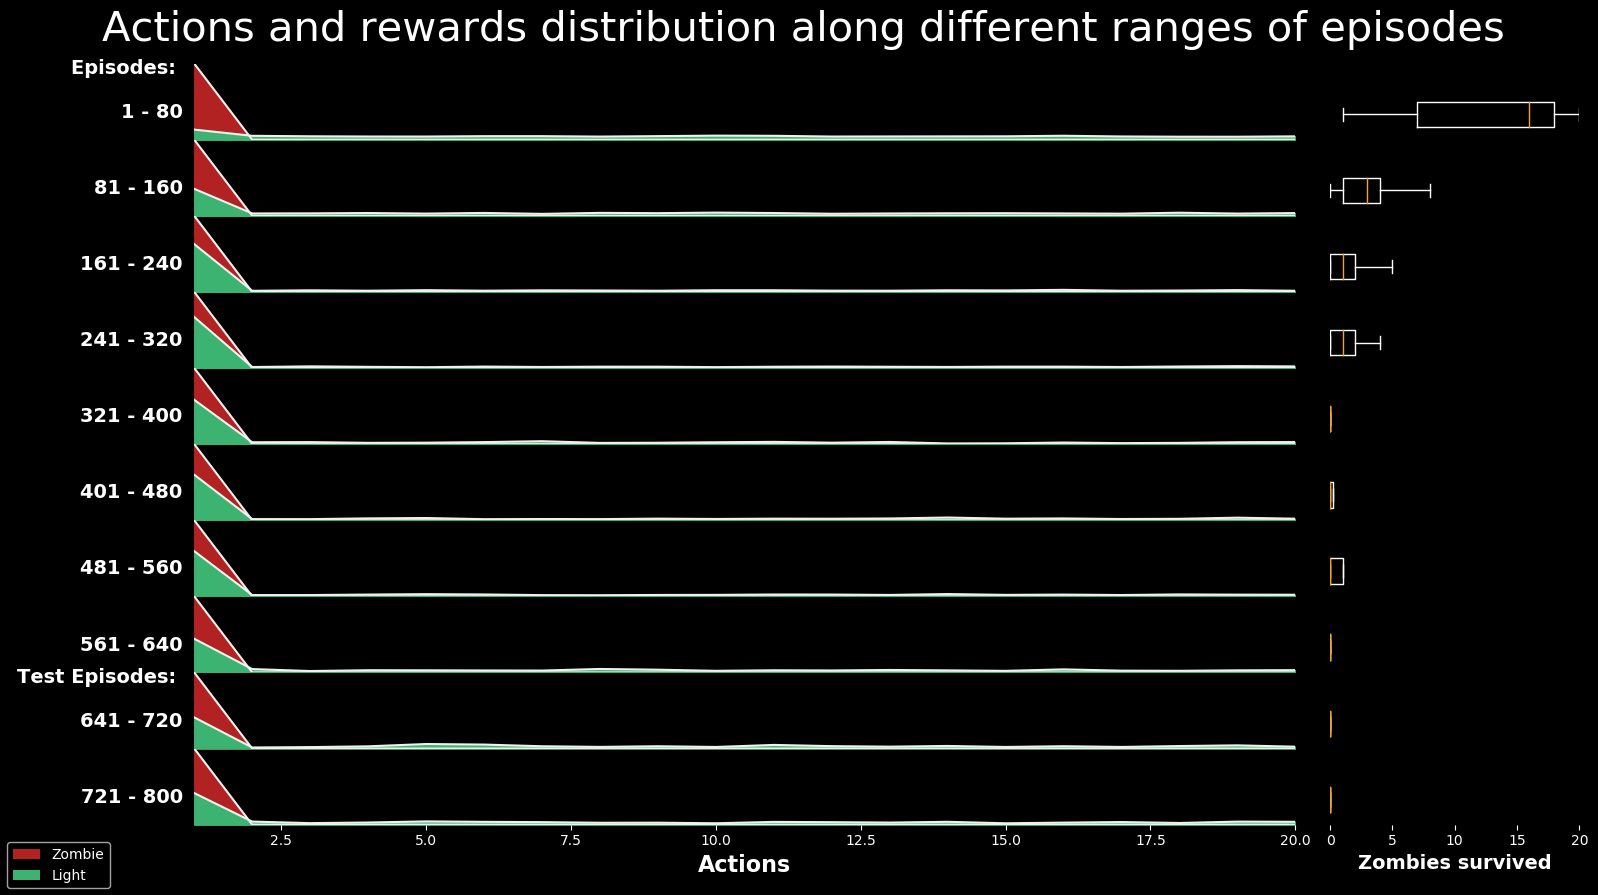 Actions and rewards distribution along different ranges of episodes
Episodes:
1 - 80
81 - 160
161 - 240
241 - 320
321 - 400
401 - 480
481 - 560
561 - 640
Test Episodes:
641 - 720
721 - 800
2.5 5.0 7.5 10.0 12.5 15.0 17.5 20.0
0 5 10 15 20
Actions
Zombies survived
Zombie
Light